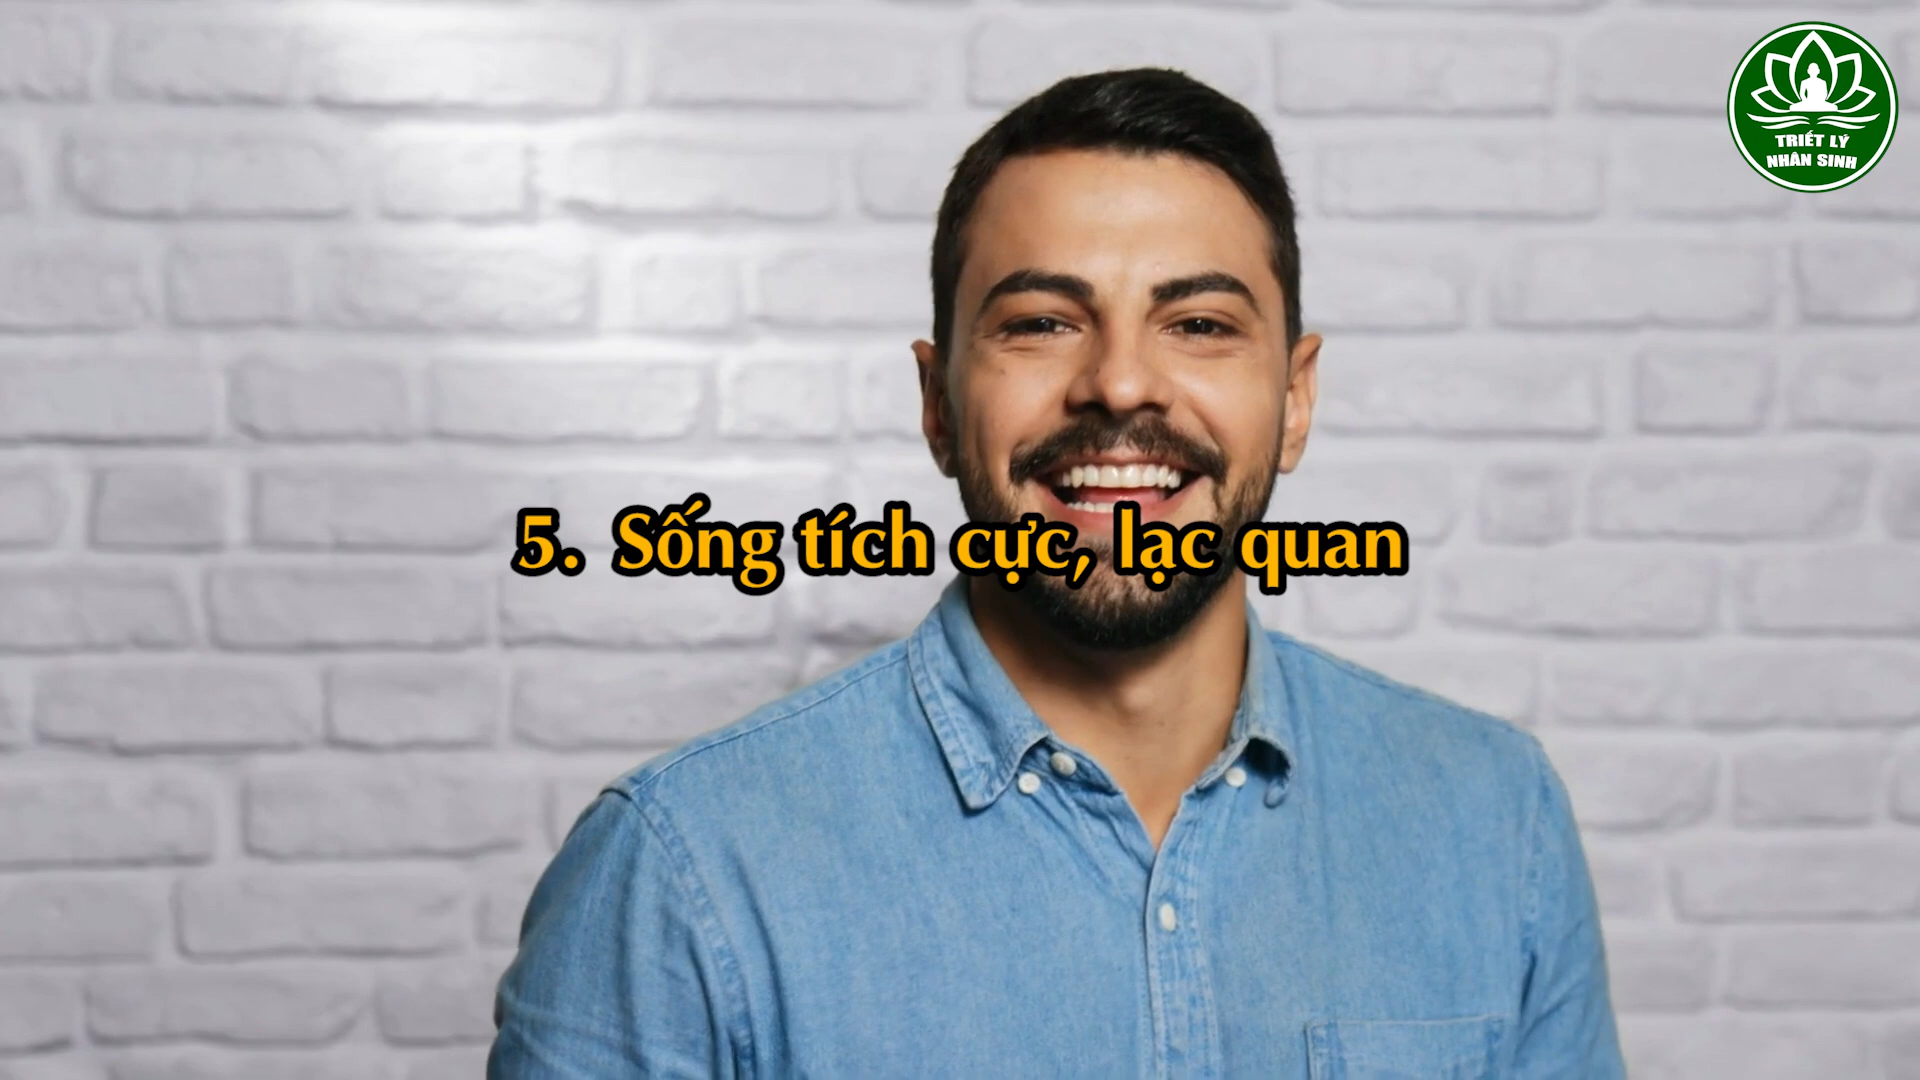 TRIẾT LÝ
NHÂN SINH
5. Sống tích cực, lạc quan